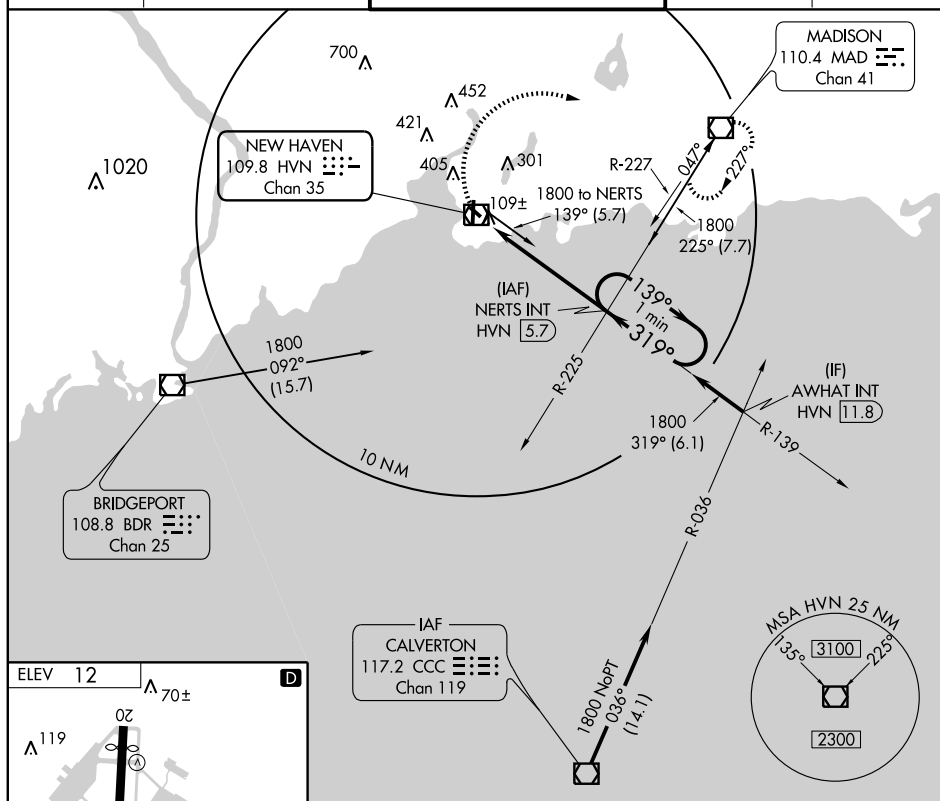 MADISON
110.4 MAD
Chan 41
700
452
421
405
301
1020
NEW HAVEN
109.8 HVN
Chan 35
109±
1800 to NERTS
139° (5.7)
R-227
047°
227°
1800
225° (7.7)
(IAF)
NERTS INT
HVN 5.7
139°
1 min
319°
R-225
1800
092°
(15.7)
(IF)
AWHAT INT
HVN 11.8
1800
319° (6.1)
R-139
10 NM
BRIDGEPORT
108.8 BDR
Chan 25
R-036
IAF
CALVERTON
117.2 CCC
Chan 119
1800 NoPT
036°
(14.1)
MSA HVN 25 NM
135°
225°
3100
2300
ELEV 12
D
70±
20
119
V